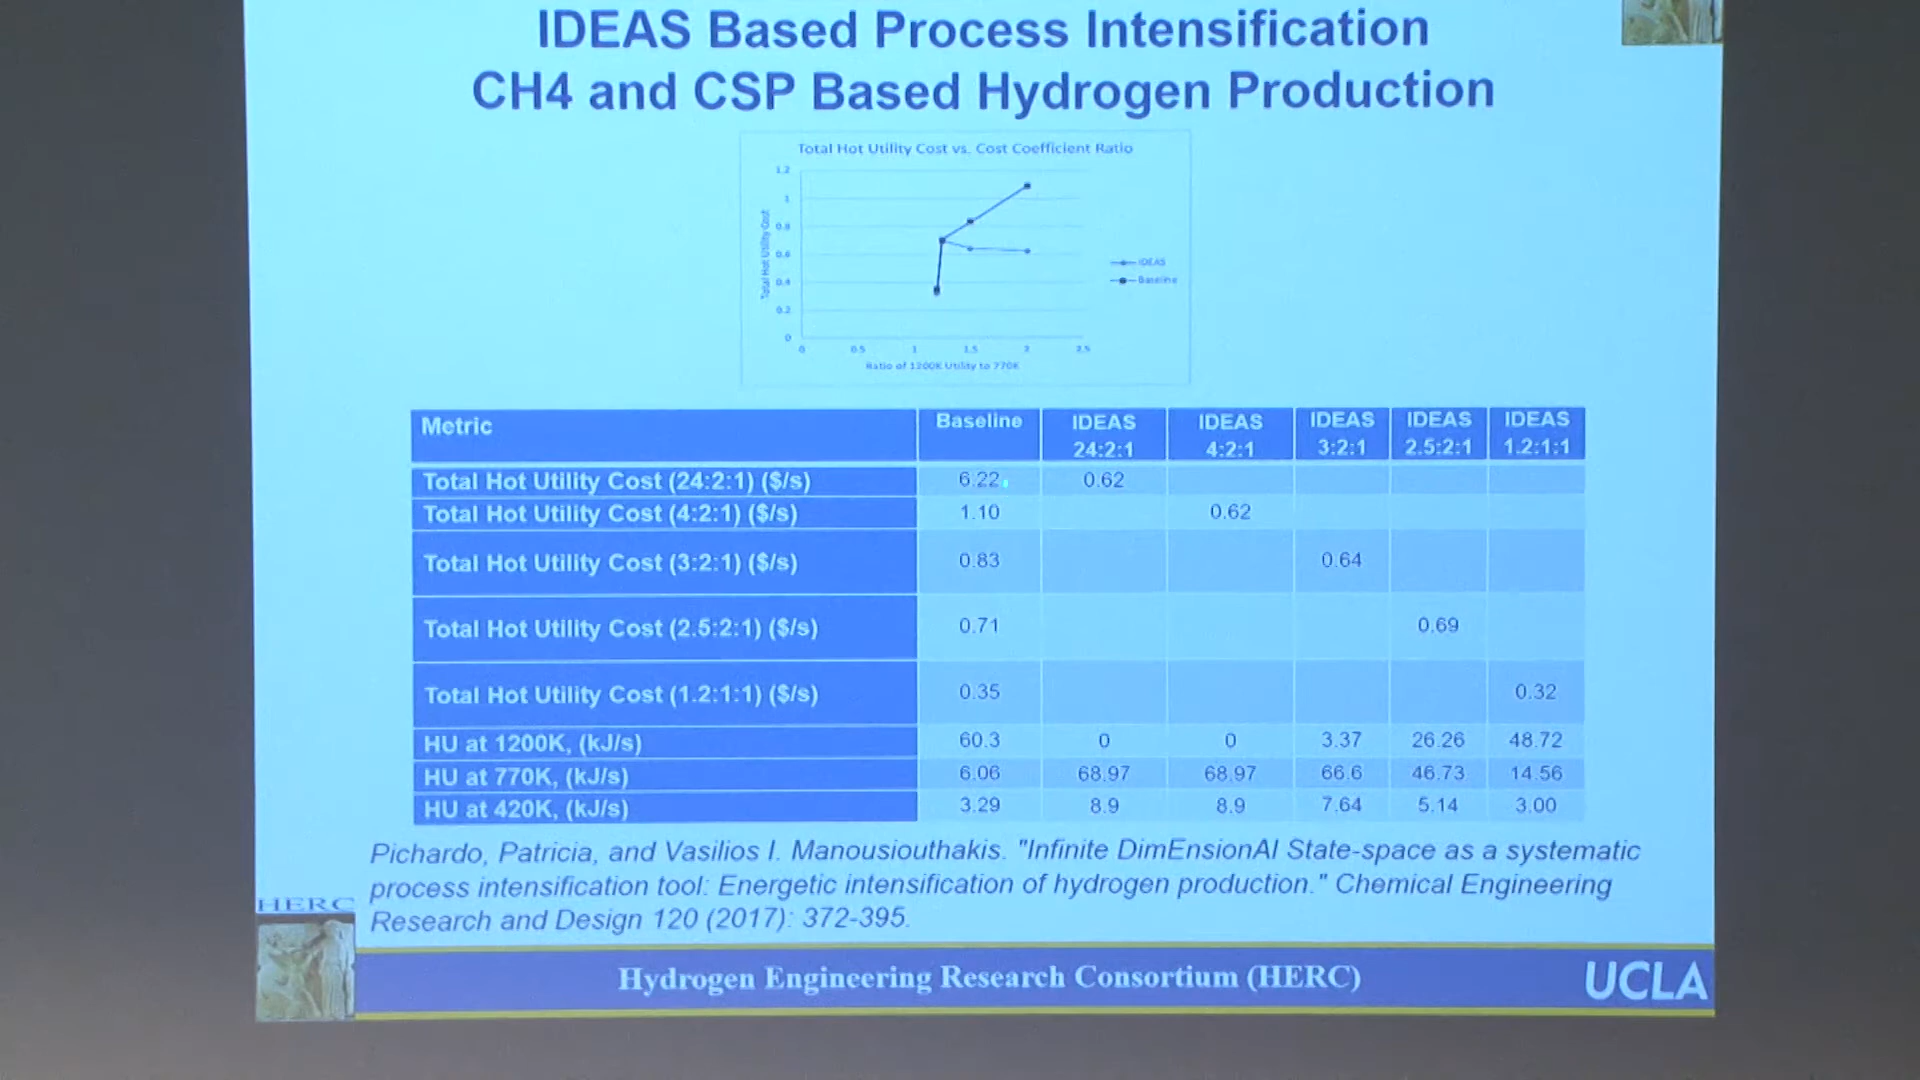 IDEAS Based Process Intensification
CH4 and CSP Based Hydrogen Production
Total Hot Utility Cost vs. Cost Coefficient Ratio
1.2
1
0.8
0.6
0.4
0.2
0
Total Hot Utility Cost
0 0.5 1 1.5 2 2.5
Ratio of 1200K Utility to 770K
IDEAS
Baseline
Metric Baseline IDEAS 24:2:1 IDEAS 4:2:1 IDEAS 3:2:1 IDEAS 2.5:2:1 IDEAS 1.2:1:1
Total Hot Utility Cost (24:2:1) ($/s) 6.22 0.62
Total Hot Utility Cost (4:2:1) ($/s) 1.10 0.62
Total Hot Utility Cost (3:2:1) ($/s) 0.83 0.64
Total Hot Utility Cost (2.5:2:1) ($/s) 0.71 0.69
Total Hot Utility Cost (1.2:1:1) ($/s) 0.35 0.32
HU at 1200K, (kJ/s) 60.3 0 0 3.37 26.26 48.72
HU at 770K, (kJ/s) 6.06 68.97 68.97 66.6 46.73 14.56
HU at 420K, (kJ/s) 3.29 8.9 8.9 7.64 5.14 3.00
Pichardo, Patricia, and Vasilios I. Manousiouthakis. "Infinite DimEnsionAl State-space as a systematic
process intensification tool: Energetic intensification of hydrogen production." Chemical Engineering
Research and Design 120 (2017): 372-395.
HERC
Hydrogen Engineering Research Consortium (HERC)
UCLA